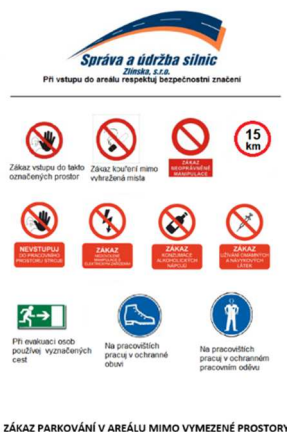 Správa a údržba silnic
Zlínska, s.r.o.
Při vstupu do areálu respektuj bezpečnostní značení
15
km
Zákaz vstupu do takto
označených prostor
Zákaz kouření mimo
vyhražená místa
ZÁKAZ
NEOPRÁVNĚNÉ
MANIPULACE
NEVSTUPUJ
DO PRACOVNÍHO
PROSTORU STROJE
ZÁKAZ
ZÁKAZ
KONZUMACE
ALKOHOLICKÝCH
NÁPOJŮ
ZÁKAZ
UŽÍVÁNÍ OMAMNÝCH
A NÁVYKOVÝCH
LÁTEK
Při evakuaci osob
používej vyznačených
cest
Na pracovištích
pracuj v ochranné
obuvi
Na pracovištích
pracuj v ochranném
pracovním oděvu
ZÁKAZ PARKOVÁNÍ V AREÁLU MIMO VYMEZENÉ PROSTORY